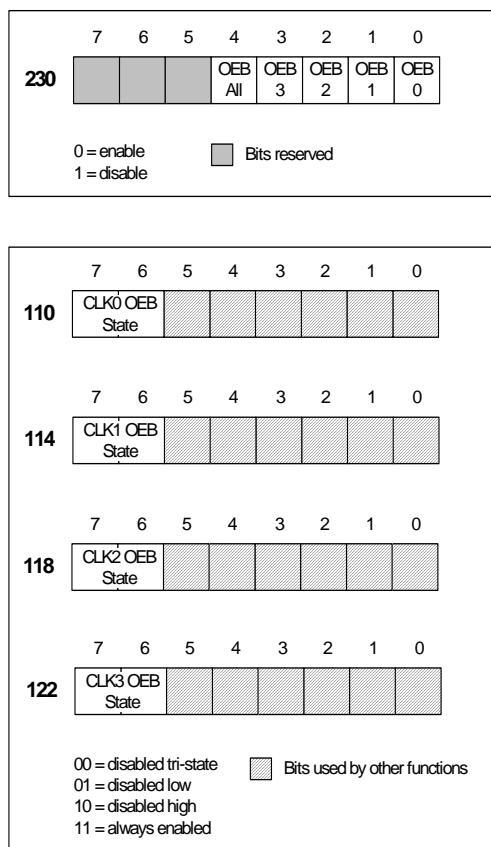 7 6 5 4 3 2 1 0
230 OEB All OEB 3 OEB 2 OEB 1 OEB 0
0 = enable
1 = disable
Bits reserved
7 6 5 4 3 2 1 0
110 CLK0 OEB State
7 6 5 4 3 2 1 0
114 CLK1 OEB State
7 6 5 4 3 2 1 0
118 CLK2 OEB State
7 6 5 4 3 2 1 0
122 CLK3 OEB State
00 = disabled tri-state
01 = disabled low
10 = disabled high
11 = always enabled
Bits used by other functions